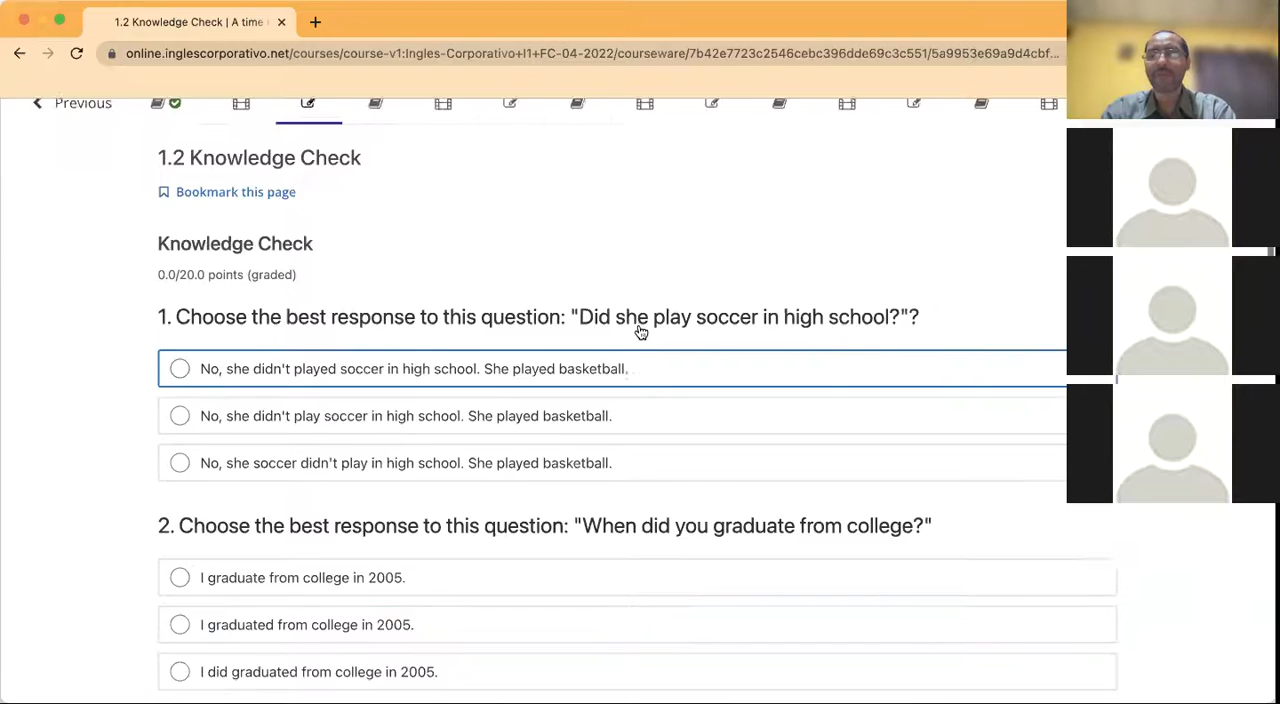 1.2 Knowledge Check | A time
online.inglescorporativo.net/courses/course-v1:Ingles-Corporativo+I1+FC-04-2022/courseware/7b42e7723c2546cebc396dde69c3c551/5a9953e69a9d4cbf...
Previous
1.2 Knowledge Check
Bookmark this page
Knowledge Check
0.0/20.0 points (graded)
1. Choose the best response to this question: "Did she play soccer in high school?"?
No, she didn't played soccer in high school. She played basketball.
No, she didn't play soccer in high school. She played basketball.
No, she soccer didn't play in high school. She played basketball.
2. Choose the best response to this question: "When did you graduate from college?"
I graduate from college in 2005.
I graduated from college in 2005.
I did graduated from college in 2005.